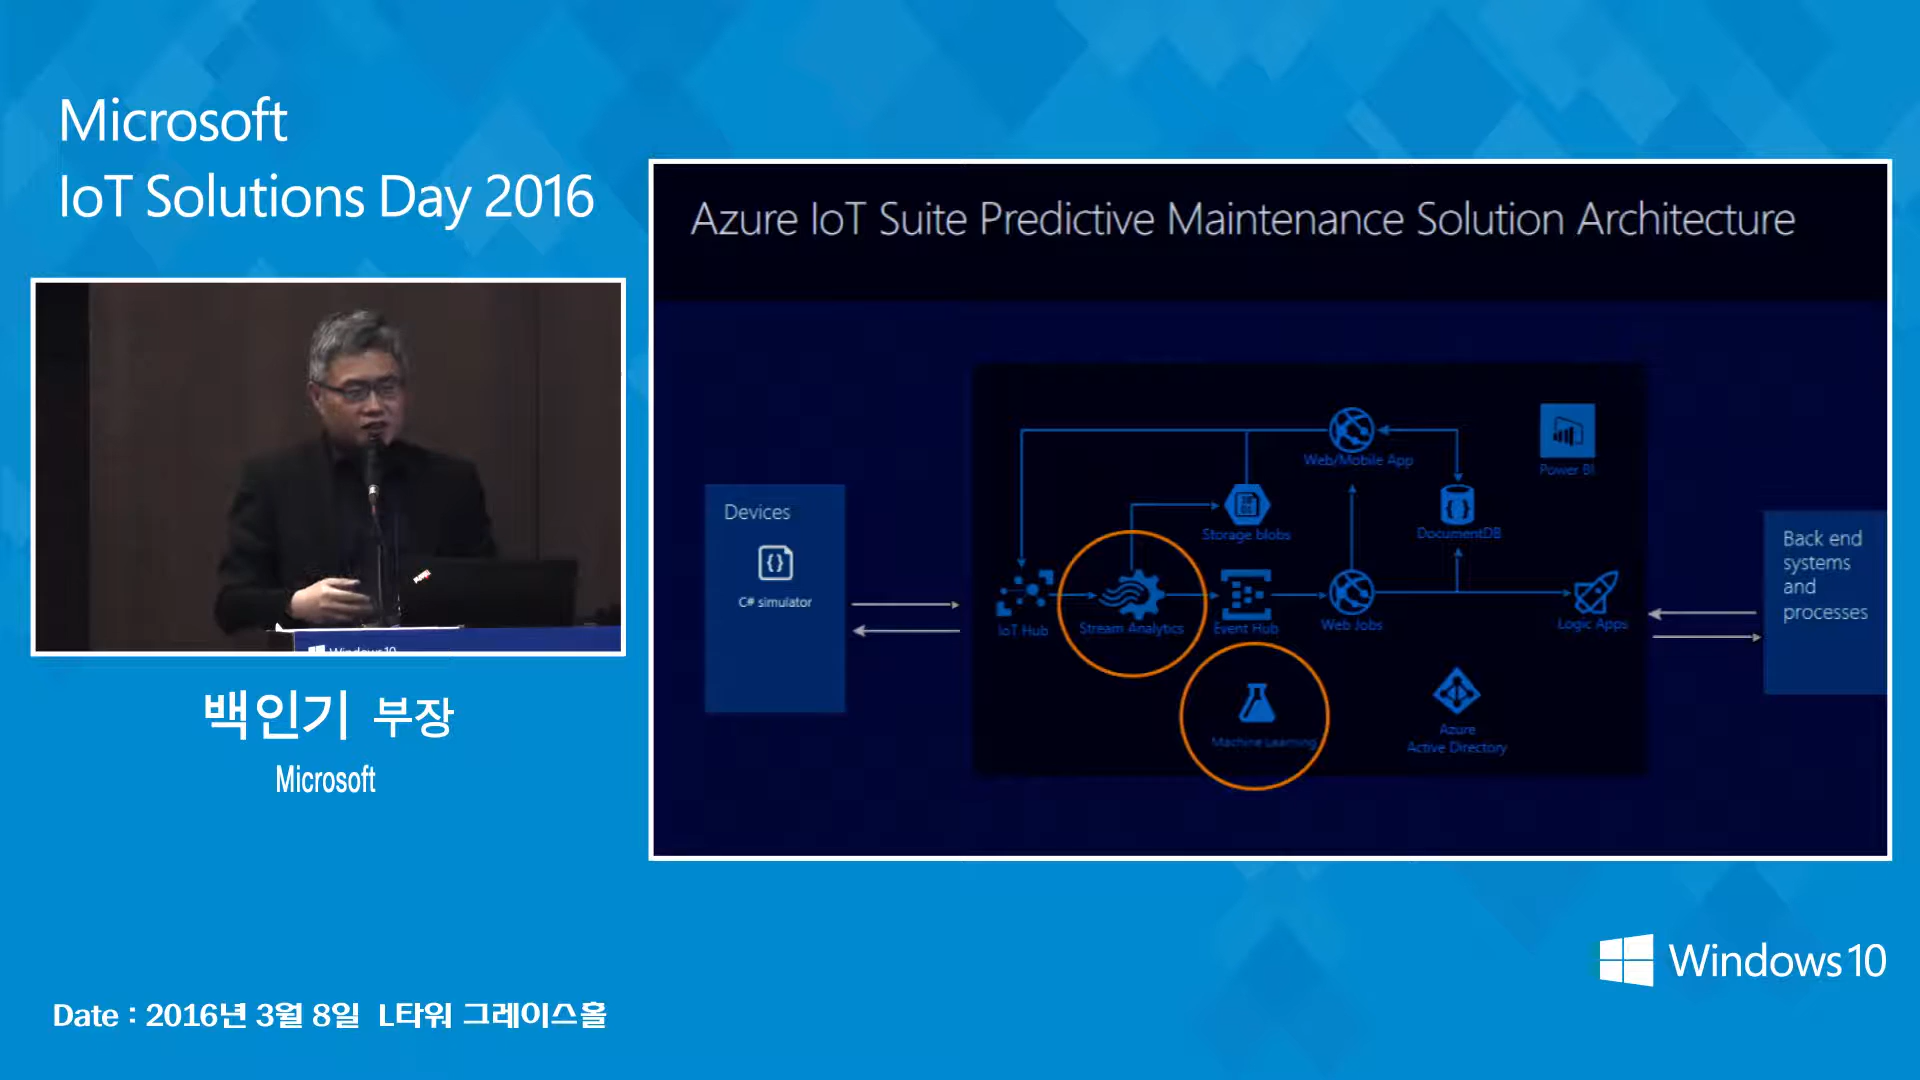 Microsoft
IoT Solutions Day 2016
Azure IoT Suite Predictive Maintenance Solution Architecture
Web/Mobile App
Power BI
Devices
C# simulator
Storage blobs
DocumentDB
IoT Hub
Stream Analytics
Event Hub
Web Jobs
Logic Apps
Back end
systems
and
processes
Machine Learning
Azure
Active Directory
Windows10
백인기 부장
Microsoft
Windows 10
Date : 2016년 3월 8일 L타워 그레이스홀